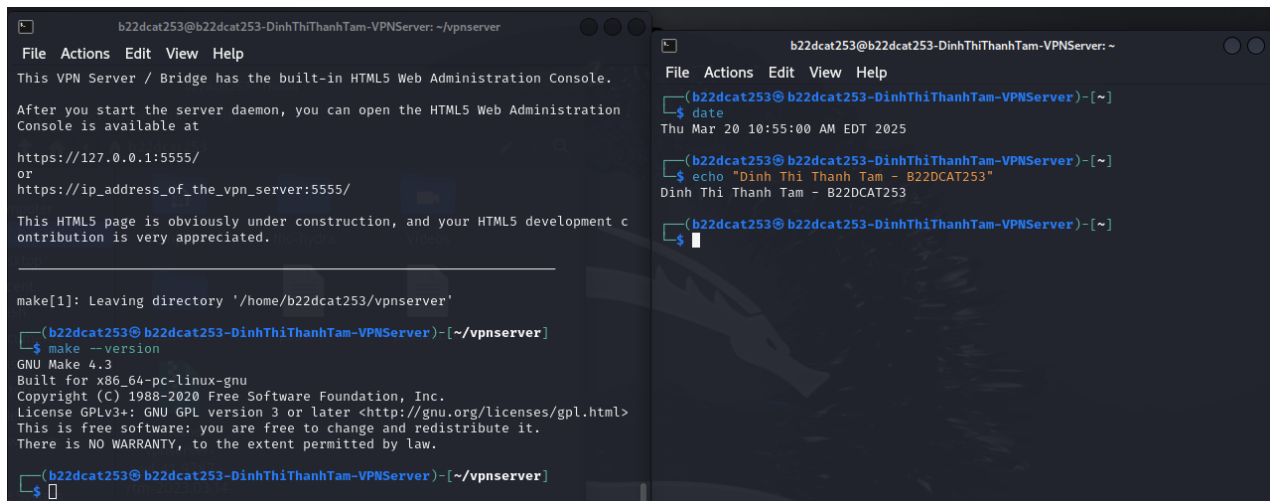 b22dcat253@b22dcat253-DinhThiThanhTam-VPNServer: ~/vpnserver
File Actions Edit View Help
This VPN Server / Bridge has the built-in HTML5 Web Administration Console.
After you start the server daemon, you can open the HTML5 Web Administration
Console is available at
https://127.0.0.1:5555/
or
https://ip_address_of_the_vpn_server:5555/
This HTML5 page is obviously under construction, and your HTML5 development c
ontribution is very appreciated.
make[1]: Leaving directory '/home/b22dcat253/vpnserver'
(b22dcat253㉿b22dcat253-DinhThiThanhTam-VPNServer)-[~/vpnserver]
$ make --version
GNU Make 4.3
Built for x86_64-pc-linux-gnu
Copyright (C) 1988-2020 Free Software Foundation, Inc.
License GPLv3+: GNU GPL version 3 or later <http://gnu.org/licenses/gpl.html>
This is free software: you are free to change and redistribute it.
There is NO WARRANTY, to the extent permitted by law.
(b22dcat253㉿b22dcat253-DinhThiThanhTam-VPNServer)-[~/vpnserver]
$
b22dcat253@b22dcat253-DinhThiThanhTam-VPNServer: ~
File Actions Edit View Help
(b22dcat253㉿b22dcat253-DinhThiThanhTam-VPNServer)-[~]
$ date
Thu Mar 20 10:55:00 AM EDT 2025
(b22dcat253㉿b22dcat253-DinhThiThanhTam-VPNServer)-[~]
$ echo "Dinh Thi Thanh Tam - B22DCAT253"
Dinh Thi Thanh Tam - B22DCAT253
(b22dcat253㉿b22dcat253-DinhThiThanhTam-VPNServer)-[~]
$